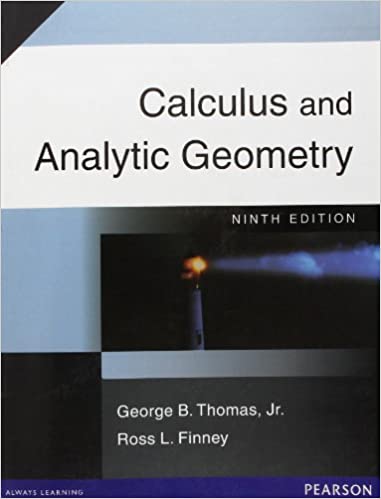 Calculus and
Analytic Geometry
NINTH EDITION
George B. Thomas, Jr.
Ross L. Finney
ALWAYS LEARNING
PEARSON